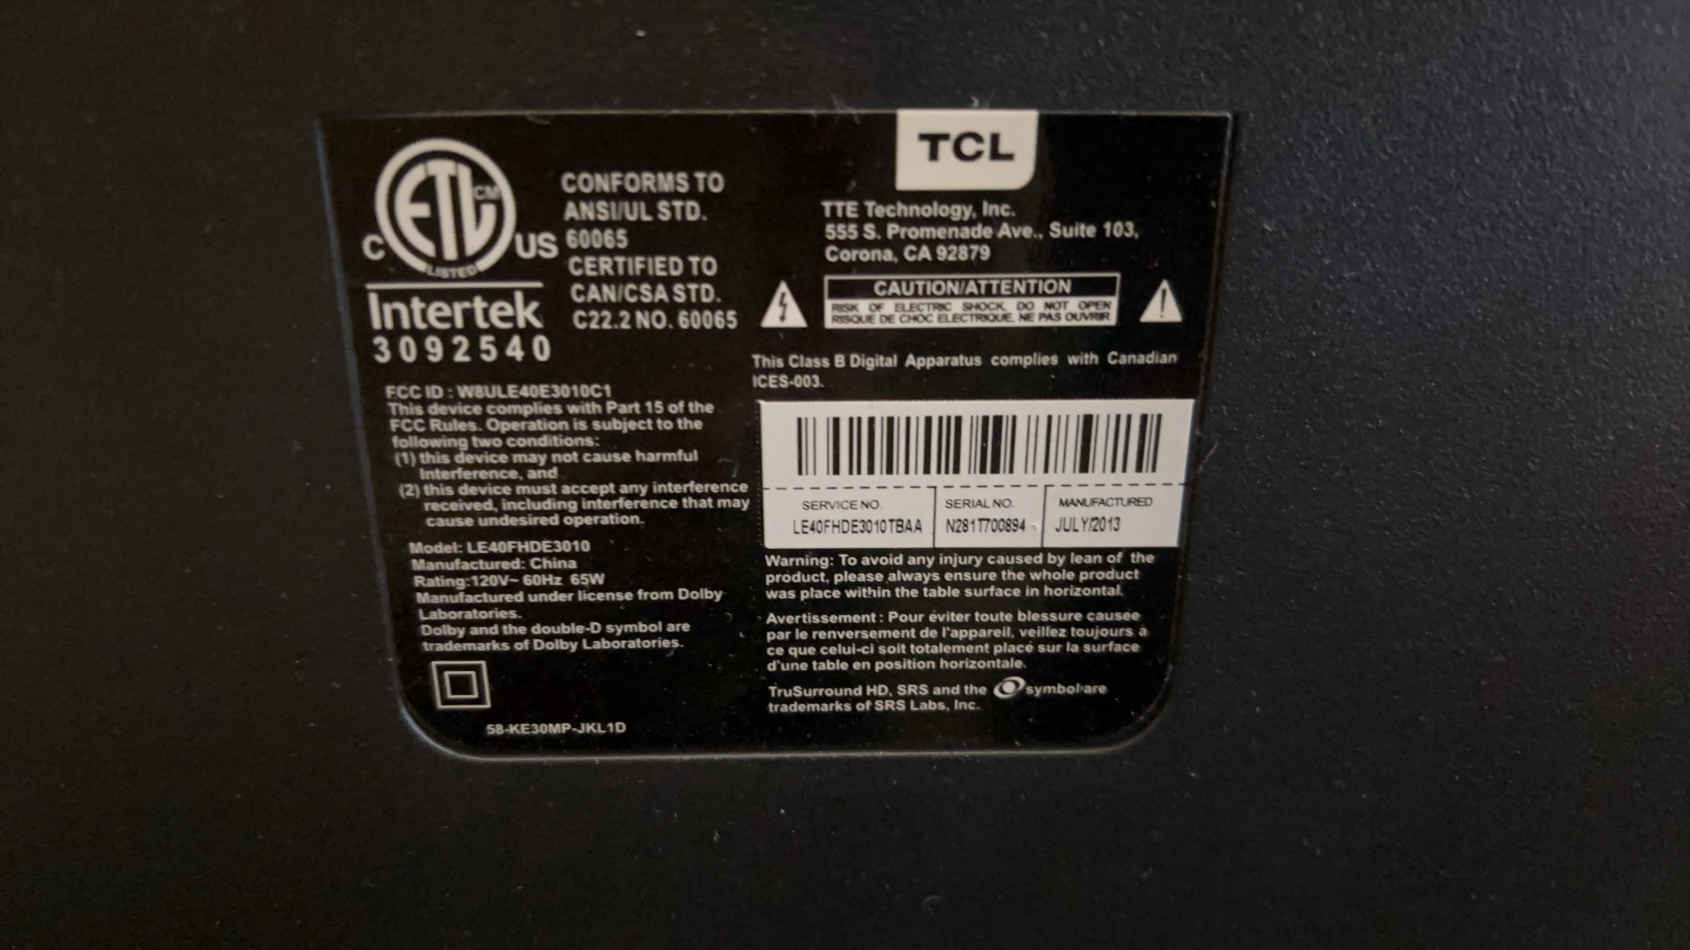 ETL CM
LISTED
C US
Intertek
3092540
CONFORMS TO
ANSI/UL STD.
60065
CERTIFIED TO
CAN/CSA STD.
C22.2 NO. 60065
FCC ID : W8ULE40E3010C1
This device complies with Part 15 of the
FCC Rules. Operation is subject to the
following two conditions:
(1) this device may not cause harmful
Interference, and
(2) this device must accept any interference
received, including interference that may
cause undesired operation.
Model: LE40FHDE3010
Manufactured: China
Rating:120V~ 60Hz 65W
Manufactured under license from Dolby
Laboratories.
Dolby and the double-D symbol are
trademarks of Dolby Laboratories.
58-KE30MP-JKL1D
TCL
TTE Technology, Inc.
555 S. Promenade Ave., Suite 103,
Corona, CA 92879
CAUTION/ATTENTION
RISK OF ELECTRIC SHOCK, DO NOT OPEN
RISQUE DE CHOC ELECTRIQUE, NE PAS OUVRIR
This Class B Digital Apparatus complies with Canadian
ICES-003.
SERVICE NO. SERIAL NO. MANUFACTURED
LE40FHDE3010TBAA N281T700894 JULY/2013
Warning: To avoid any injury caused by lean of the
product, please always ensure the whole product
was place within the table surface in horizontal.
Avertissement : Pour éviter toute blessure causee
par le renversement de l'appareil, veillez toujours à
ce que celui-ci soit totalement place sur la surface
d'une table en position horizontale.
TruSurround HD, SRS and the symbol are
trademarks of SRS Labs, Inc.